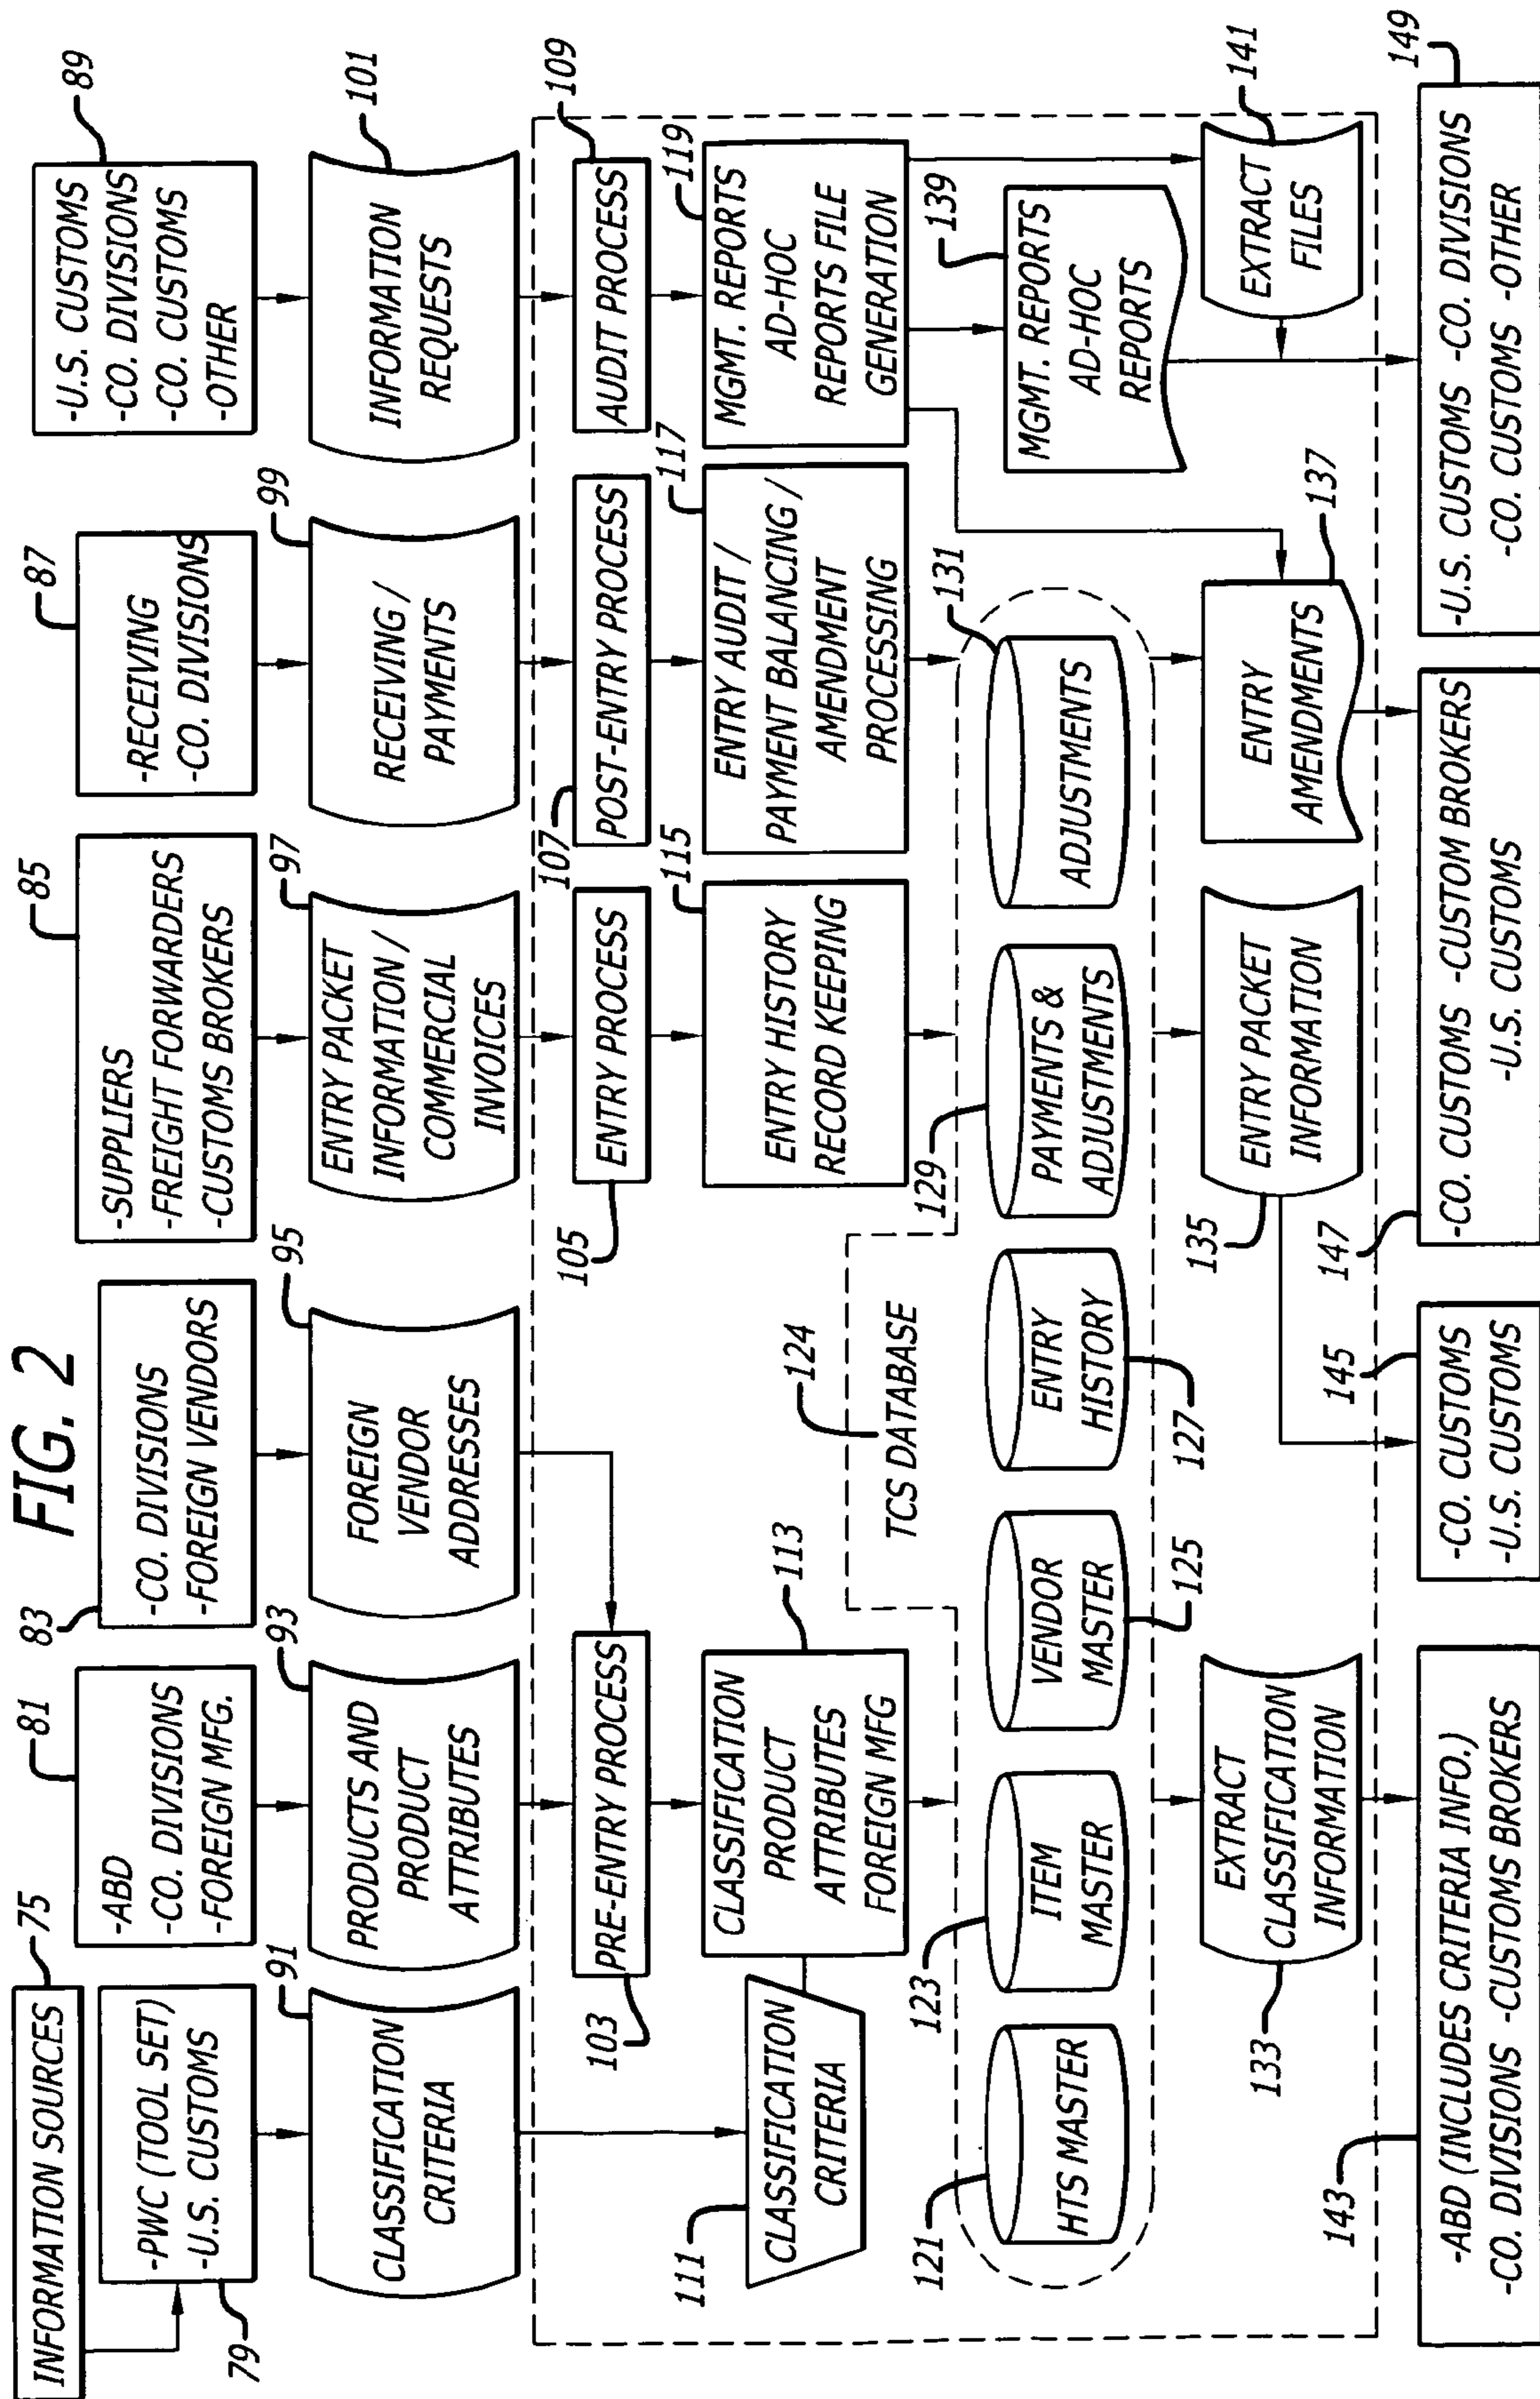 FIG. 2
INFORMATION SOURCES
75
-PWC (TOOL SET)
-U.S. CUSTOMS
79
-ABD
-CO. DIVISIONS
-FOREIGN MFG.
81
-CO. DIVISIONS
-FOREIGN VENDORS
83
-SUPPLIERS
-FREIGHT FORWARDERS
-CUSTOMS BROKERS
85
-RECEIVING
-CO. DIVISIONS
87
-U.S. CUSTOMS
-CO. DIVISIONS
-CO. CUSTOMS
-OTHER
89
CLASSIFICATION
CRITERIA
91
PRODUCTS AND
PRODUCT
ATTRIBUTES
93
FOREIGN
VENDOR
ADDRESSES
95
ENTRY PACKET
INFORMATION /
COMMERCIAL
INVOICES
97
RECEIVING /
PAYMENTS
99
INFORMATION
REQUESTS
101
PRE-ENTRY PROCESS
103
ENTRY PROCESS
105
POST-ENTRY PROCESS
107
AUDIT PROCESS
109
CLASSIFICATION
CRITERIA
111
CLASSIFICATION
PRODUCT
ATTRIBUTES
FOREIGN MFG
113
ENTRY HISTORY
RECORD KEEPING
115
ENTRY AUDIT /
PAYMENT BALANCING /
AMENDMENT
PROCESSING
117
MGMT. REPORTS
AD-HOC
REPORTS FILE
GENERATION
119
TCS DATABASE
124
HTS MASTER
121
ITEM
MASTER
123
VENDOR
MASTER
125
ENTRY
HISTORY
127
PAYMENTS &
ADJUSTMENTS
129
ADJUSTMENTS
131
MGMT. REPORTS
AD-HOC
REPORTS
139
EXTRACT
CLASSIFICATION
INFORMATION
133
ENTRY PACKET
INFORMATION
135
ENTRY
AMENDMENTS
137
EXTRACT
FILES
141
-ABD (INCLUDES CRITERIA INFO.)
-CO. DIVISIONS -CUSTOMS BROKERS
143
-CO. CUSTOMS
-U.S. CUSTOMS
145
-CO. CUSTOMS -CUSTOM BROKERS
-U.S. CUSTOMS
147
-U.S. CUSTOMS -CO. DIVISIONS
-CO. CUSTOMS -OTHER
149